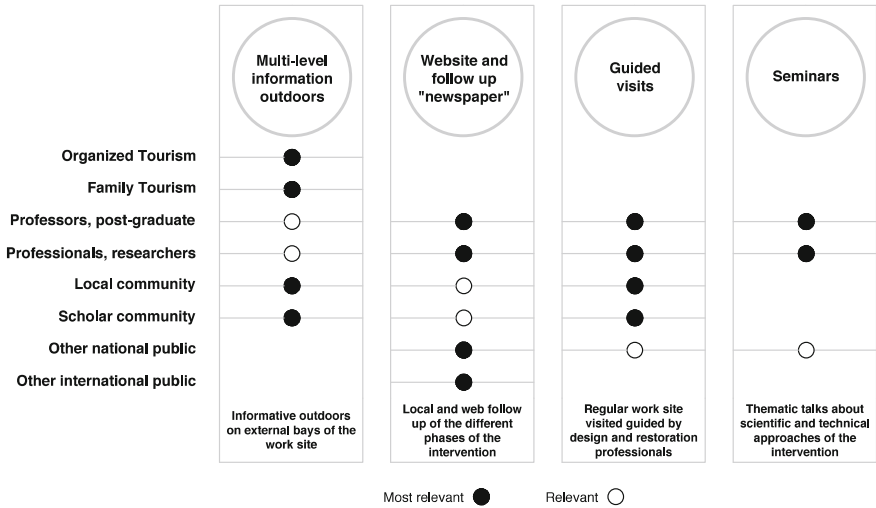 Multi-level
information
outdoors
Website and
follow up
"newspaper"
Guided
visits
Seminars
Organized Tourism
Family Tourism
Professors, post-graduate
Professionals, researchers
Local community
Scholar community
Other national public
Other international public
Informative outdoors
on external bays of the
work site
Local and web follow
up of the different
phases of the
intervention
Regular work site
visited guided by
design and restoration
professionals
Thematic talks about
scientific and technical
approaches of the
intervention
Most relevant
Relevant